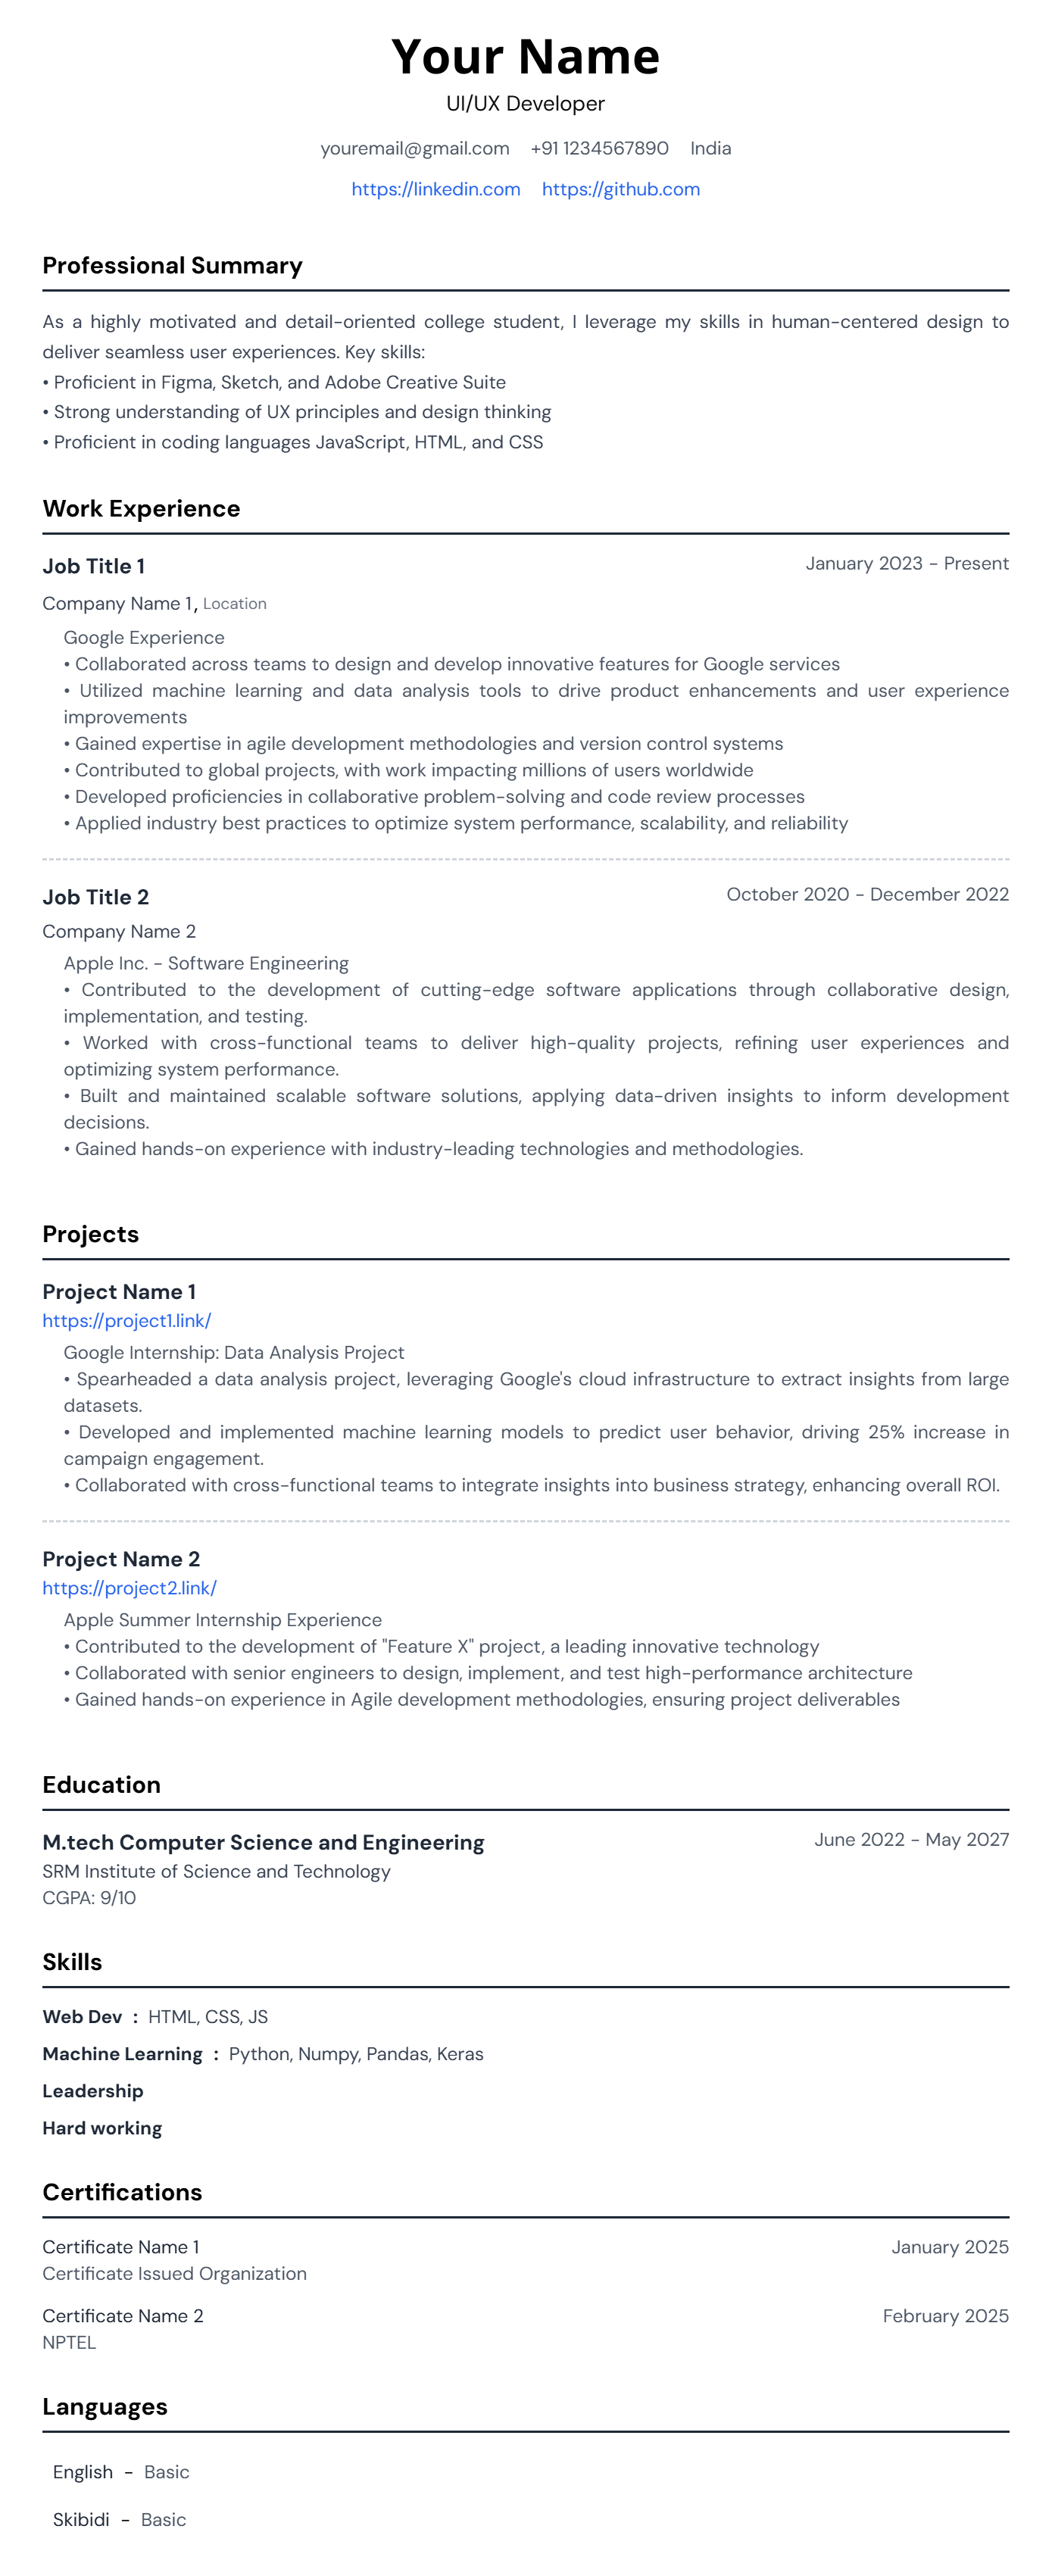 Your Name
UI/UX Developer
youremail@gmail.com +91 1234567890 India
https://linkedin.com https://github.com
Professional Summary
As a highly motivated and detail-oriented college student, I leverage my skills in human-centered design to
deliver seamless user experiences. Key skills:
• Proficient in Figma, Sketch, and Adobe Creative Suite
• Strong understanding of UX principles and design thinking
• Proficient in coding languages JavaScript, HTML, and CSS
Work Experience
Job Title 1 January 2023 - Present
Company Name 1, Location
Google Experience
• Collaborated across teams to design and develop innovative features for Google services
• Utilized machine learning and data analysis tools to drive product enhancements and user experience
improvements
• Gained expertise in agile development methodologies and version control systems
• Contributed to global projects, with work impacting millions of users worldwide
• Developed proficiencies in collaborative problem-solving and code review processes
• Applied industry best practices to optimize system performance, scalability, and reliability
Job Title 2 October 2020 - December 2022
Company Name 2
Apple Inc. - Software Engineering
• Contributed to the development of cutting-edge software applications through collaborative design,
implementation, and testing.
• Worked with cross-functional teams to deliver high-quality projects, refining user experiences and
optimizing system performance.
• Built and maintained scalable software solutions, applying data-driven insights to inform development
decisions.
• Gained hands-on experience with industry-leading technologies and methodologies.
Projects
Project Name 1
https://project1.link/
Google Internship: Data Analysis Project
• Spearheaded a data analysis project, leveraging Google's cloud infrastructure to extract insights from large
datasets.
• Developed and implemented machine learning models to predict user behavior, driving 25% increase in
campaign engagement.
• Collaborated with cross-functional teams to integrate insights into business strategy, enhancing overall ROI.
Project Name 2
https://project2.link/
Apple Summer Internship Experience
• Contributed to the development of "Feature X" project, a leading innovative technology
• Collaborated with senior engineers to design, implement, and test high-performance architecture
• Gained hands-on experience in Agile development methodologies, ensuring project deliverables
Education
M.tech Computer Science and Engineering June 2022 - May 2027
SRM Institute of Science and Technology
CGPA: 9/10
Skills
Web Dev : HTML, CSS, JS
Machine Learning : Python, Numpy, Pandas, Keras
Leadership
Hard working
Certifications
Certificate Name 1 January 2025
Certificate Issued Organization
Certificate Name 2 February 2025
NPTEL
Languages
English - Basic
Skibidi - Basic